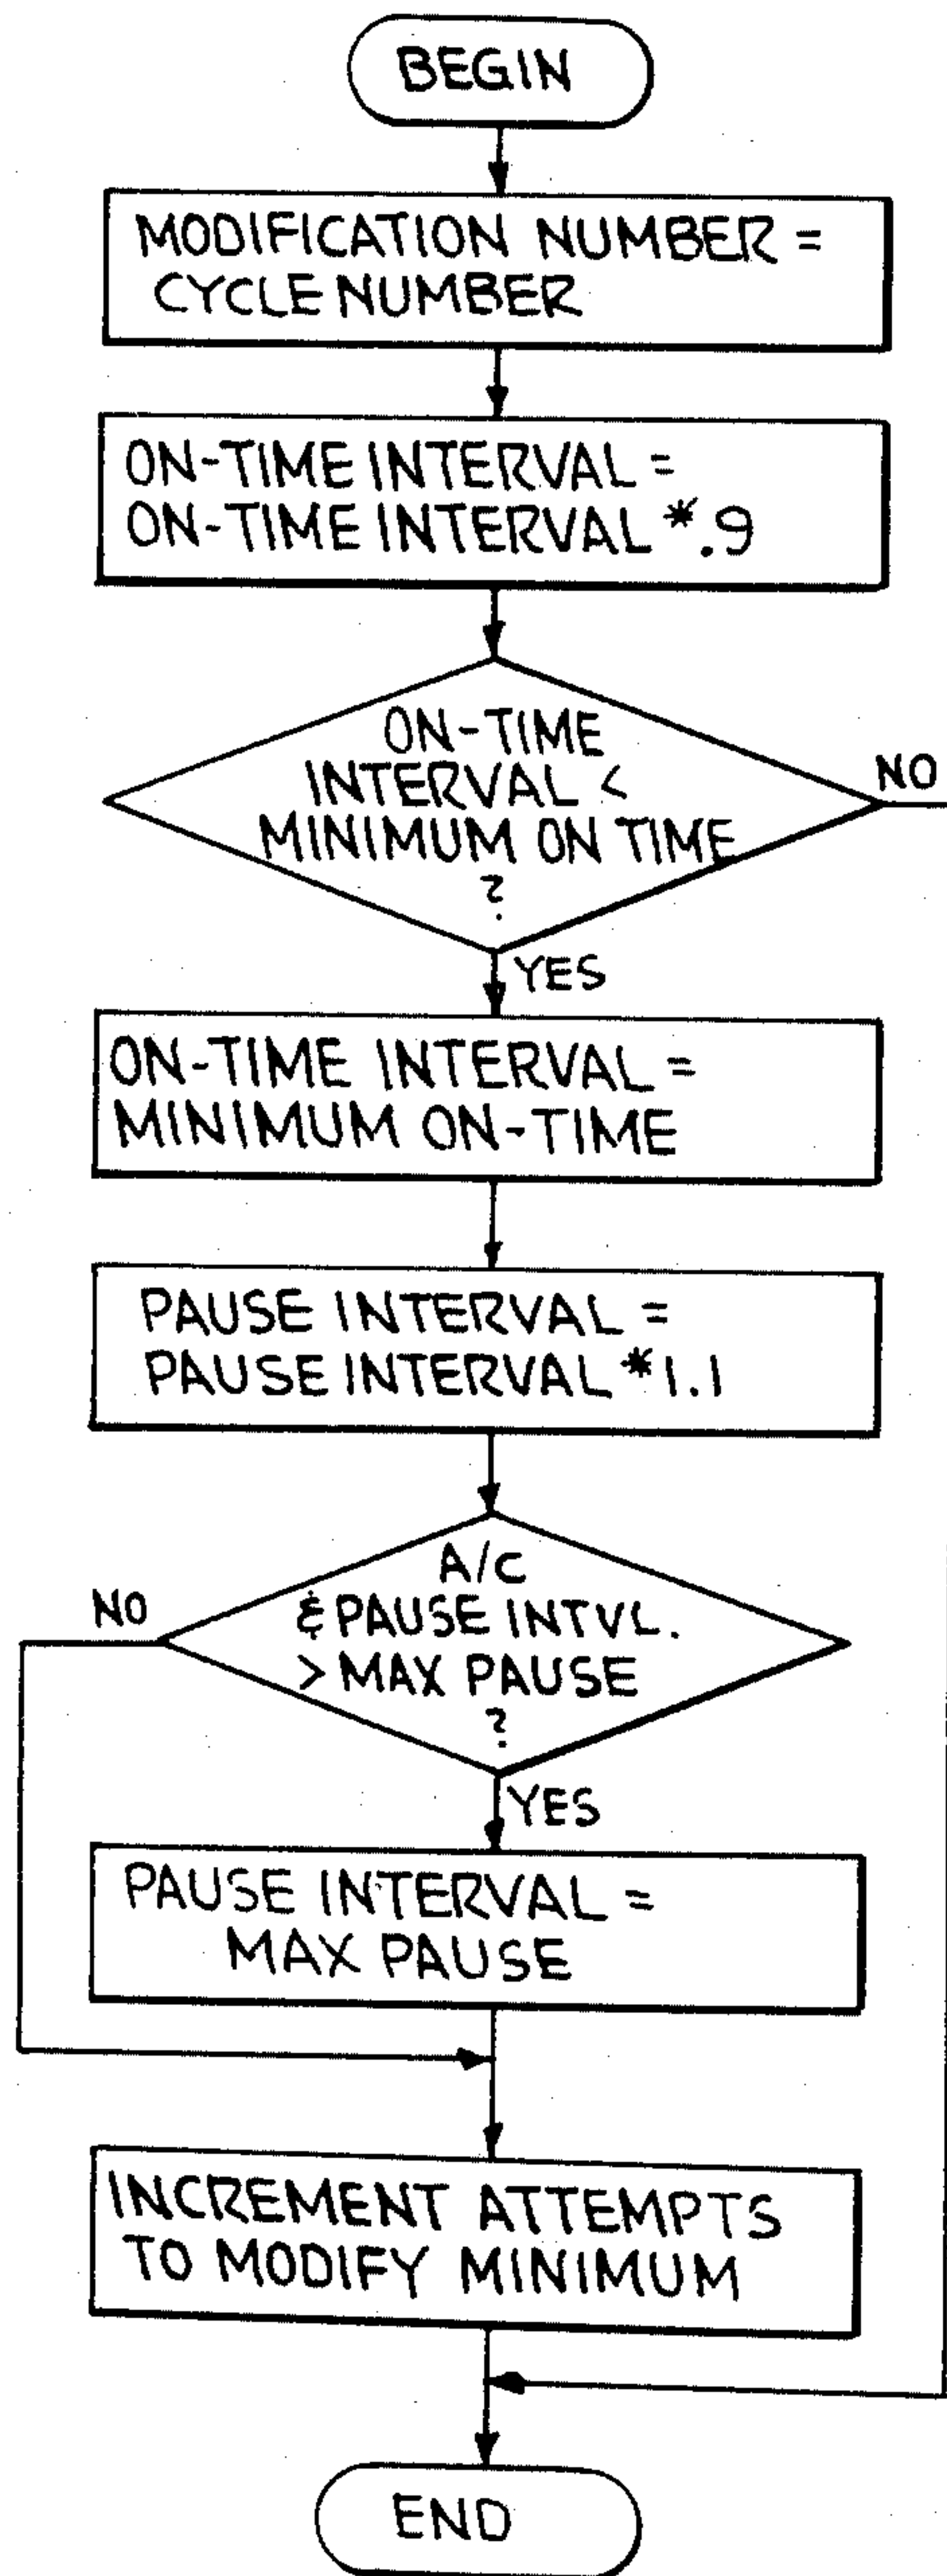 BEGIN
MODIFICATION NUMBER =
CYCLE NUMBER
ON-TIME INTERVAL =
ON-TIME INTERVAL *.9
ON-TIME
INTERVAL <
MINIMUM ON TIME
?
NO
YES
ON-TIME INTERVAL =
MINIMUM ON-TIME
PAUSE INTERVAL =
PAUSE INTERVAL *1.1
A/C
& PAUSE INTVL.
> MAX PAUSE
?
NO
YES
PAUSE INTERVAL =
MAX PAUSE
INCREMENT ATTEMPTS
TO MODIFY MINIMUM
END